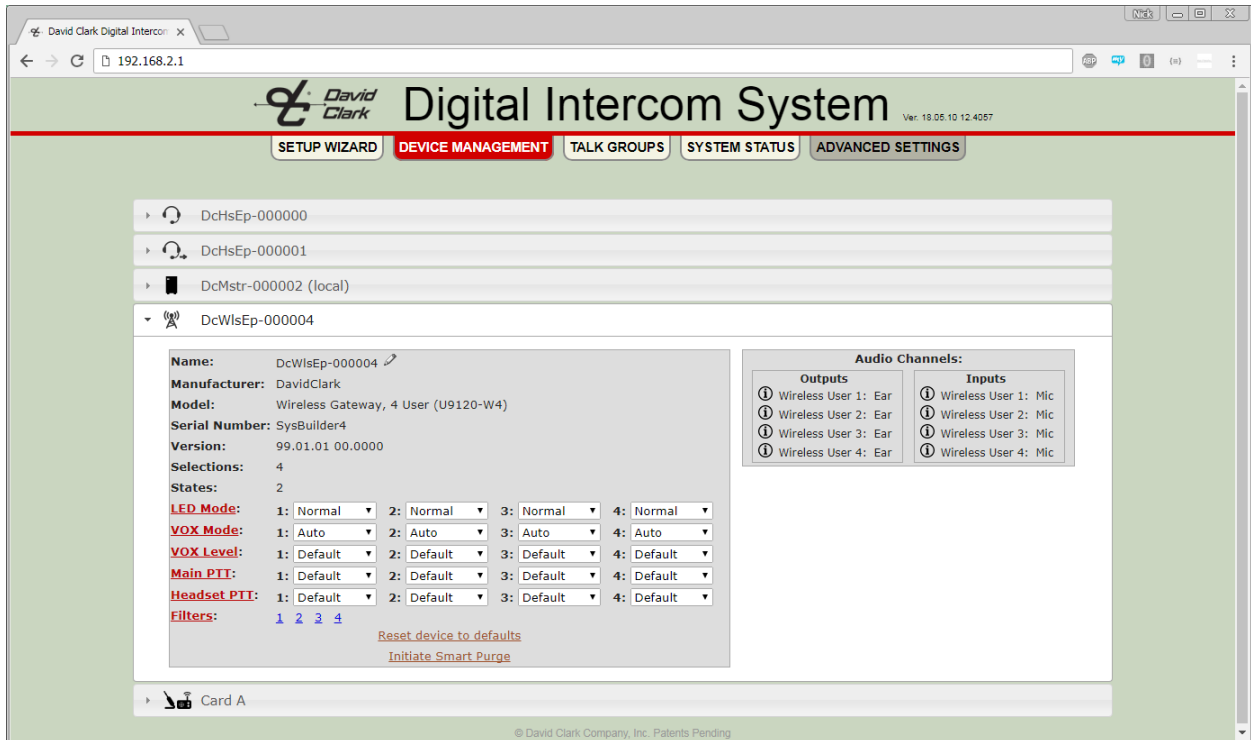 Nick
David Clark Digital Intercon
192.168.2.1
ABP
David Clark
Digital Intercom System
Ver. 18.05.10 12.4057
SETUP WIZARD
DEVICE MANAGEMENT
TALK GROUPS
SYSTEM STATUS
ADVANCED SETTINGS
DcHsEp-000000
DcHsEp-000001
DcMstr-000002 (local)
DcWlsEp-000004
Name: DcWlsEp-000004
Manufacturer: DavidClark
Model: Wireless Gateway, 4 User (U9120-W4)
Serial Number: SysBuilder4
Version: 99.01.01 00.0000
Selections: 4
States: 2
LED Mode: 1: Normal 2: Normal 3: Normal 4: Normal
VOX Mode: 1: Auto 2: Auto 3: Auto 4: Auto
VOX Level: 1: Default 2: Default 3: Default 4: Default
Main PTT: 1: Default 2: Default 3: Default 4: Default
Headset PTT: 1: Default 2: Default 3: Default 4: Default
Filters: 1 2 3 4
Reset device to defaults
Initiate Smart Purge
Audio Channels:
Outputs
Wireless User 1: Ear
Wireless User 2: Ear
Wireless User 3: Ear
Wireless User 4: Ear
Inputs
Wireless User 1: Mic
Wireless User 2: Mic
Wireless User 3: Mic
Wireless User 4: Mic
Card A
© David Clark Company, Inc. Patents Pending